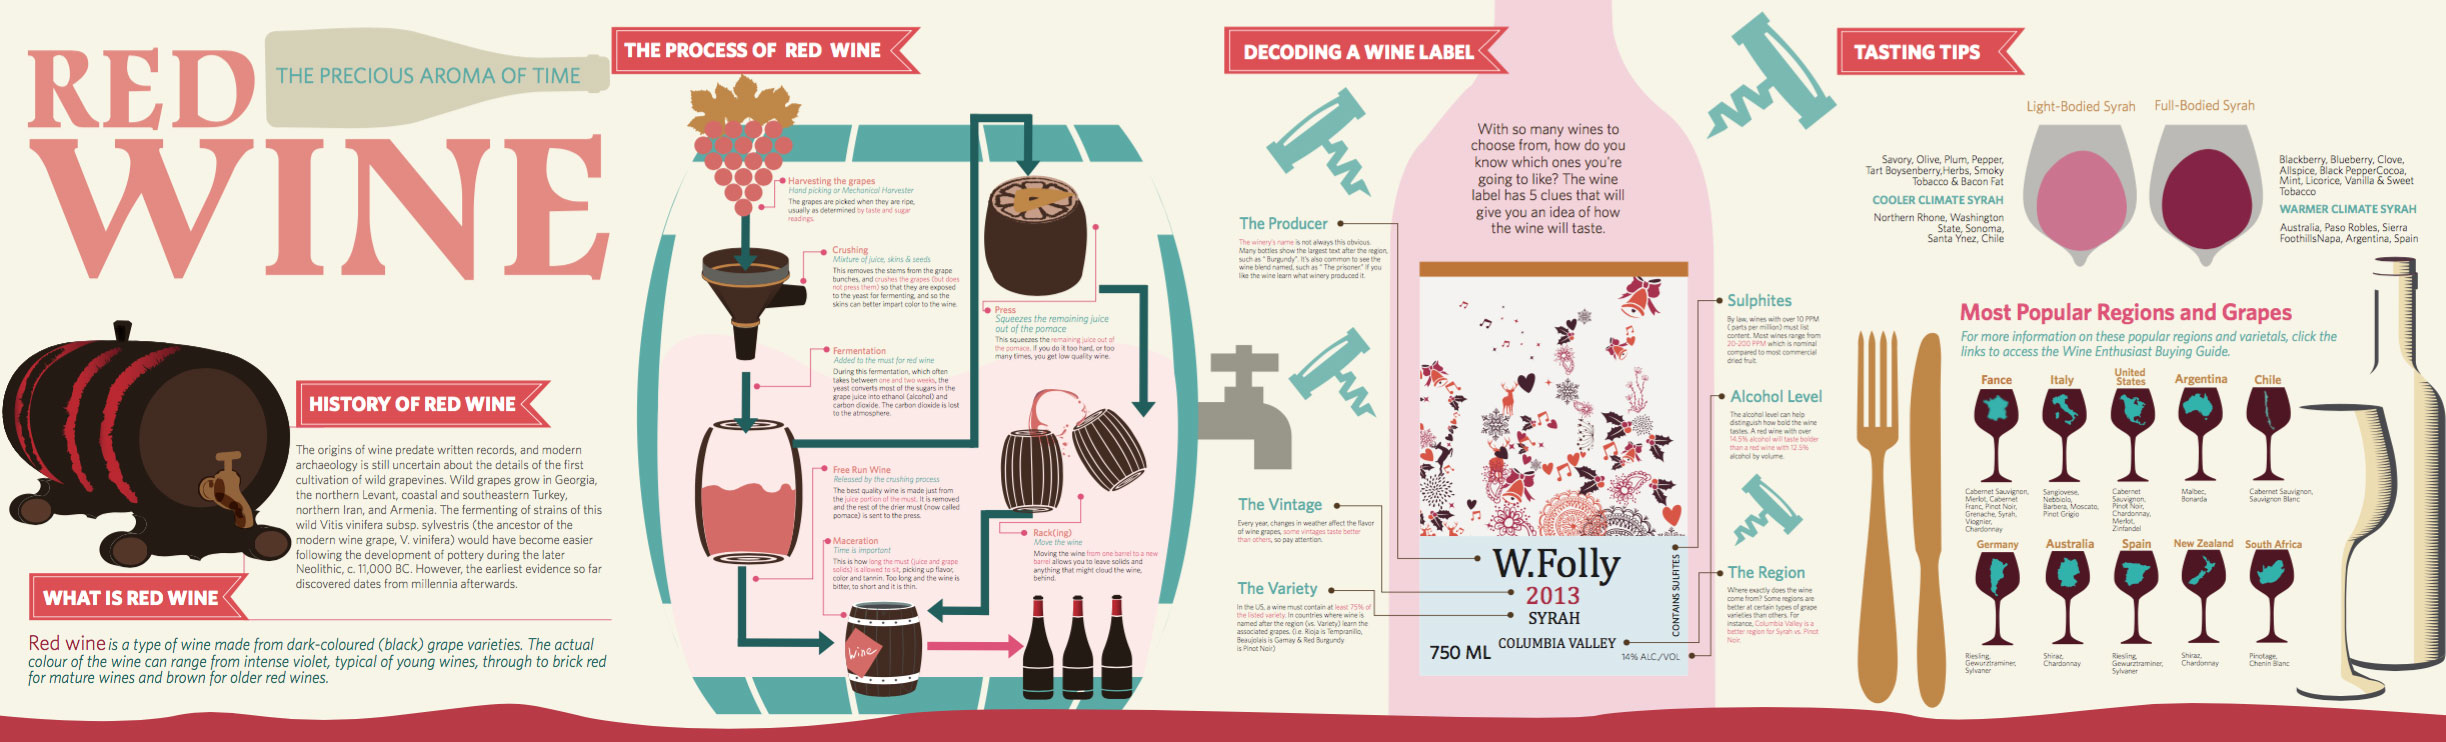 RED
WINE
THE PRECIOUS AROMA OF TIME
HISTORY OF RED WINE
The origins of wine predate written records, and modern
archaeology is still uncertain about the details of the first
cultivation of wild grapevines. Wild grapes grow in Georgia,
the northern Levant, coastal and southeastern Turkey,
northern Iran, and Armenia. The fermenting of strains of this
wild Vitis vinifera subsp. sylvestris (the ancestor of the
modern wine grape, V. vinifera) would have become easier
following the development of pottery during the later
Neolithic, c. 11,000 BC. However, the earliest evidence so far
discovered dates from millennia afterwards.
WHAT IS RED WINE
Red wine is a type of wine made from dark-coloured (black) grape varieties. The actual
colour of the wine can range from intense violet, typical of young wines, through to brick red
for mature wines and brown for older red wines.
THE PROCESS OF RED WINE
Harvesting the grapes
Hand picking or Mechanical Harvester
The grapes are picked when they are ripe,
usually as determined by taste and sugar
readings.
Crushing
Mixture of juice, skins & seeds
This removes the stems from the grape
bunches, and crushes the grapes (but does
not press them) so that they are exposed
to the yeast for fermenting, and so the
skins can better impart color to the wine.
Fermentation
Added to the must for red wine
During this fermentation, which often
takes between one and two weeks, the
yeast converts most of the sugars in the
grape juice into ethanol (alcohol) and
carbon dioxide. The carbon dioxide is lost
to the atmosphere.
Free Run Wine
Released by the crushing process
The best quality wine is made just from
the juice portion of the must. It is removed
and the rest of the drier must (now called
pomace) is sent to the press.
Maceration
Time is important
This is how long the must (juice and grape
solids) is allowed to sit, picking up flavor,
color and tannin. Too long and the wine is
bitter, to short and it is thin.
Wine
Press
Squeezes the remaining juice
out of the pomace
This squeezes the remaining juice out of
the pomace. If you do it too hard, or too
many times, you get low quality wine.
Rack(ing)
Move the wine
Moving the wine from one barrel to a new
barrel allows you to leave solids and
anything that might cloud the wine,
behind.
DECODING A WINE LABEL
With so many wines to
choose from, how do you
know which ones you're
going to like? The wine
label has 5 clues that will
give you an idea of how
the wine will taste.
The Producer
The winery's name is not always this obvious.
Many bottles show the largest text after the region,
such as "Burgundy". It's also common to see the
wine blend named, such as "The prisoner." If you
like the wine learn what winery produced it.
The Vintage
Every year, changes in weather affect the flavor
of wine grapes, some vintages taste better
than others, so pay attention.
The Variety
In the US, a wine must contain at least 75% of
the listed variety. In countries where wine is
named after the region (vs. Variety) learn the
associated grapes. (i.e. Rioja is Tempranillo,
Beaujolais is Gamay & Red Burgundy
is Pinot Noir)
W.Folly
2013
SYRAH
COLUMBIA VALLEY
750 ML
14% ALC./VOL
CONTAINS SULFITES
Sulphites
By law, wines with over 10 PPM
( parts per million) must list
content. Most wines range from
20-200 PPM which is nominal
compared to most commercial
dried fruit.
Alcohol Level
The alcohol level can help
distinguish how bold the wine
tastes. A red wine with over
14.5% alcohol will taste bolder
than a red wine with 12.5%
alcohol by volume.
The Region
Where exactly does the wine
come from? Some regions are
better at certain types of grape
varieties than others. For
instance, Columbia Valley is a
better region for Syrah vs. Pinot
Noir.
TASTING TIPS
Light-Bodied Syrah
Full-Bodied Syrah
Savory, Olive, Plum, Pepper,
Tart Boysenberry,Herbs, Smoky
Tobacco & Bacon Fat
COOLER CLIMATE SYRAH
Northern Rhone, Washington
State, Sonoma,
Santa Ynez, Chile
Blackberry, Blueberry, Clove,
Allspice, Black PepperCocoa,
Mint, Licorice, Vanilla & Sweet
Tobacco
WARMER CLIMATE SYRAH
Australia, Paso Robles, Sierra
FoothillsNapa, Argentina, Spain
Most Popular Regions and Grapes
For more information on these popular regions and varietals, click the
links to access the Wine Enthusiast Buying Guide.
Fance
Cabernet Sauvignon,
Merlot, Cabernet
Franc, Pinot Noir,
Grenache, Syrah,
Viognier,
Chardonnay
Italy
Sangiovese,
Nebbiolo,
Barbera, Moscato,
Pinot Grigio
United
States
Cabernet
Sauvignon,
Pinot Noir,
Chardonnay,
Merlot,
Zinfandel
Argentina
Malbec,
Bonarda
Chile
Cabernet Sauvignon,
Sauvignon Blanc
Germany
Riesling,
Gewurztraminer,
Sylvaner
Australia
Shiraz,
Chardonnay
Spain
Riesling,
Gewurztraminer,
Sylvaner
New Zealand
Shiraz,
Chardonnay
South Africa
Pinotage,
Chenin Blanc